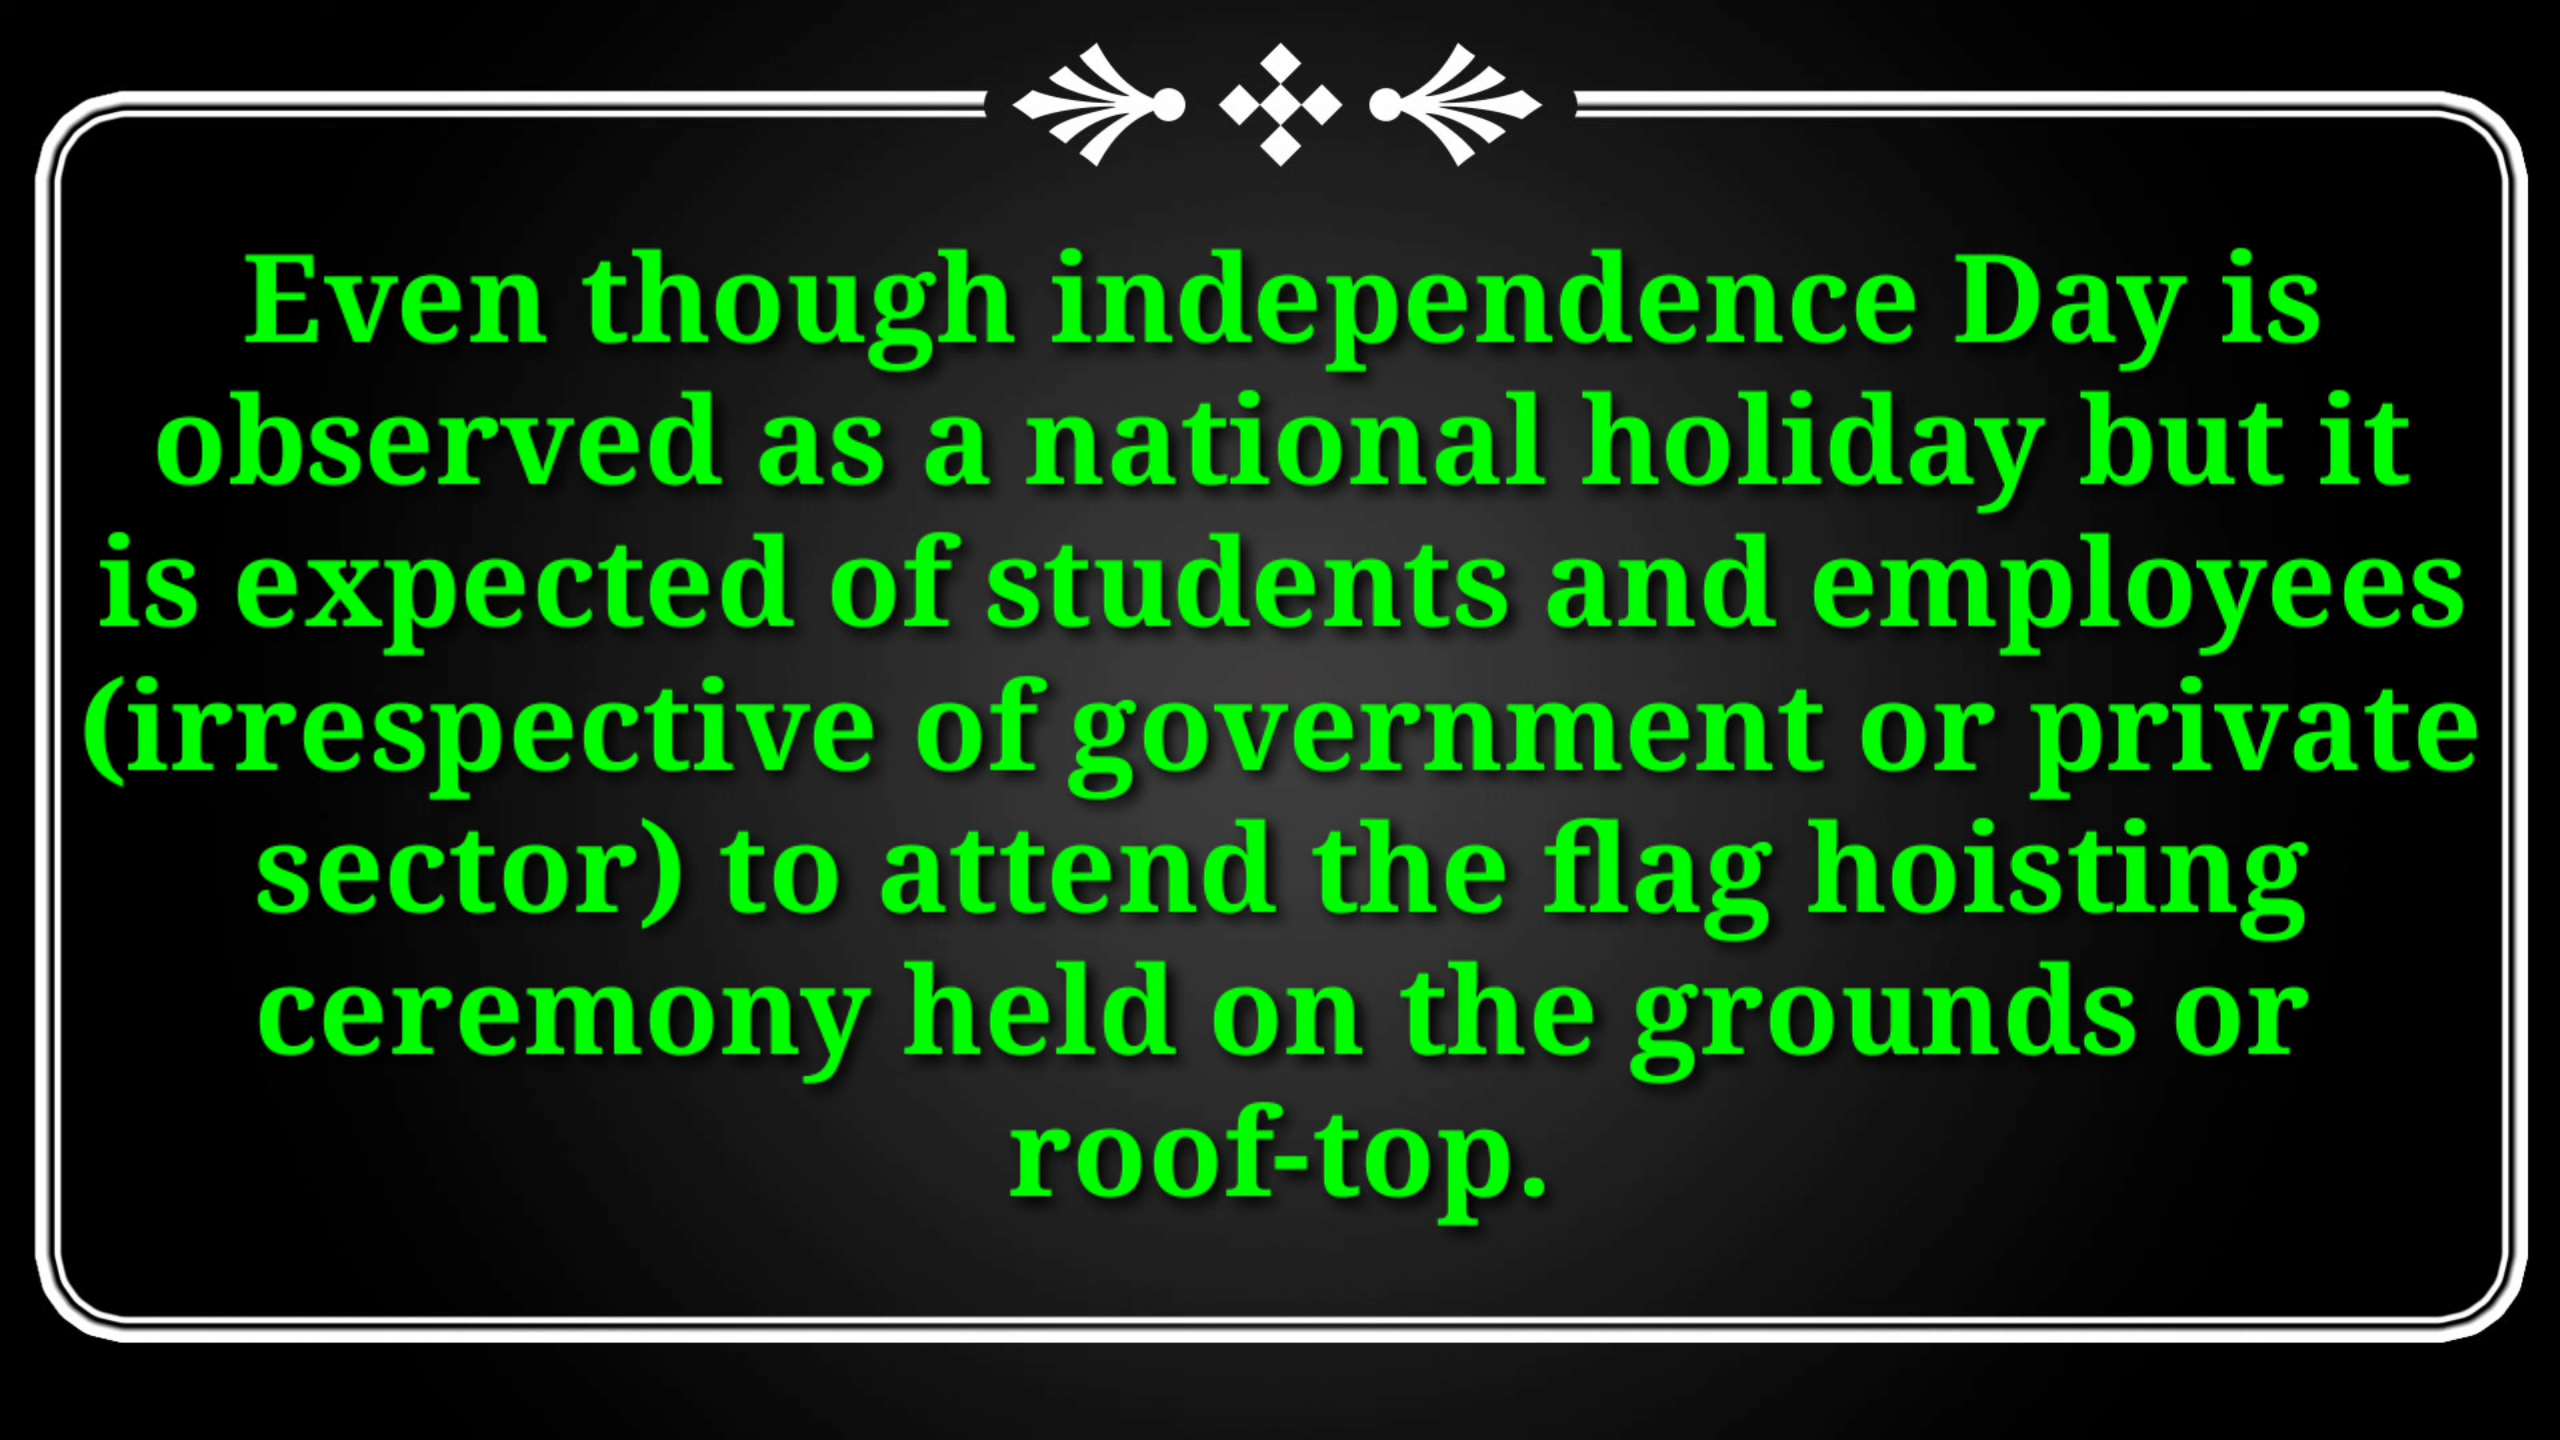 Even though independence Day is
observed as a national holiday but it
is expected of students and employees
(irrespective of government or private
sector) to attend the flag hoisting
ceremony held on the grounds or
roof-top.